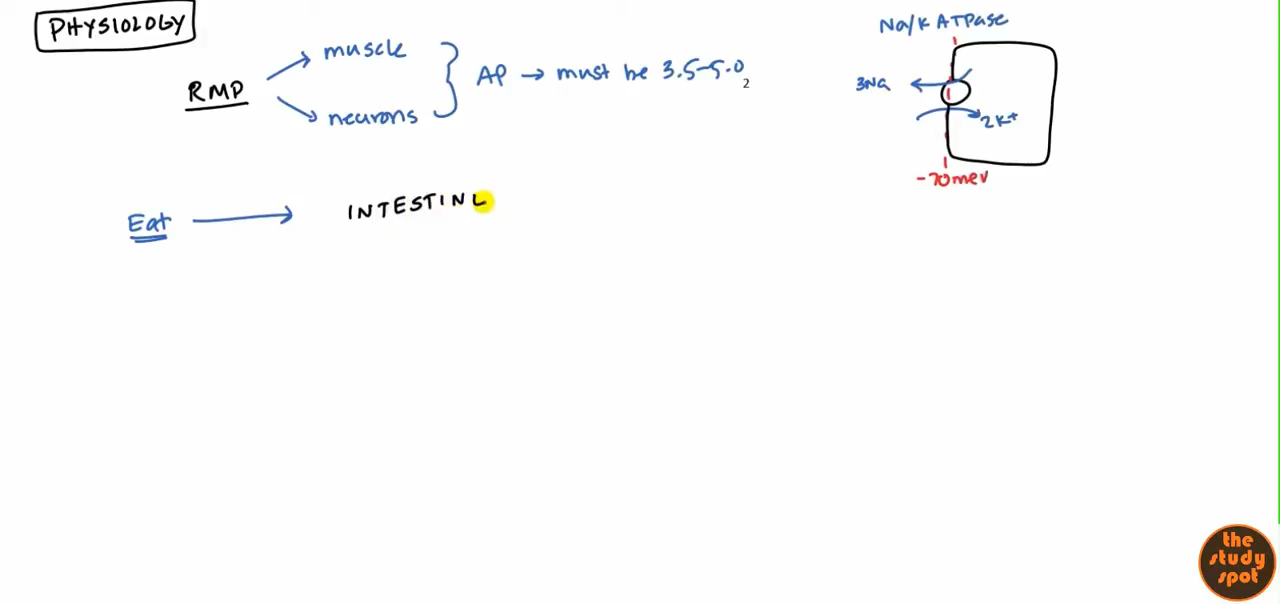 PHYSIOLOGY
RMP
muscle
neurons
AP → must be 3.5-5.0
2
Na/K ATPase
3Na
2K+
-70mev
Eat
INTESTINE
the
study
spot